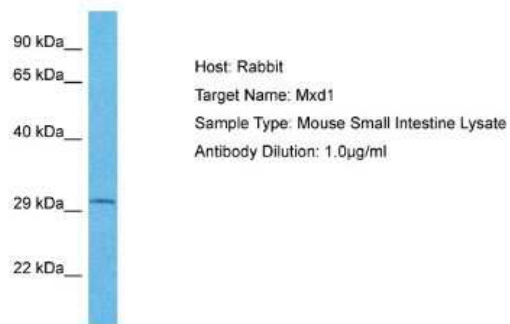 90 kDa
65 kDa
40 kDa
29 kDa
22 kDa
Host: Rabbit
Target Name: Mxd1
Sample Type: Mouse Small Intestine Lysate
Antibody Dilution: 1.0μg/ml